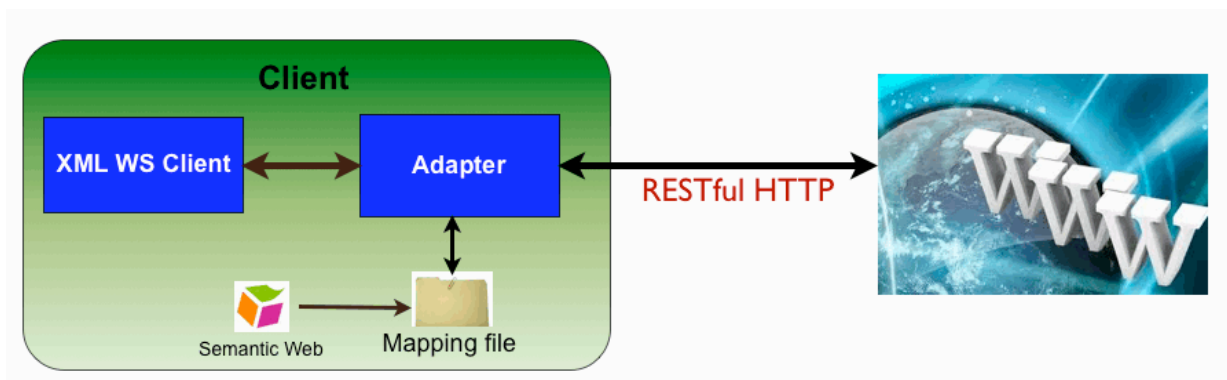 Client
XML WS Client
Adapter
RESTful HTTP
WWW
Semantic Web
Mapping file